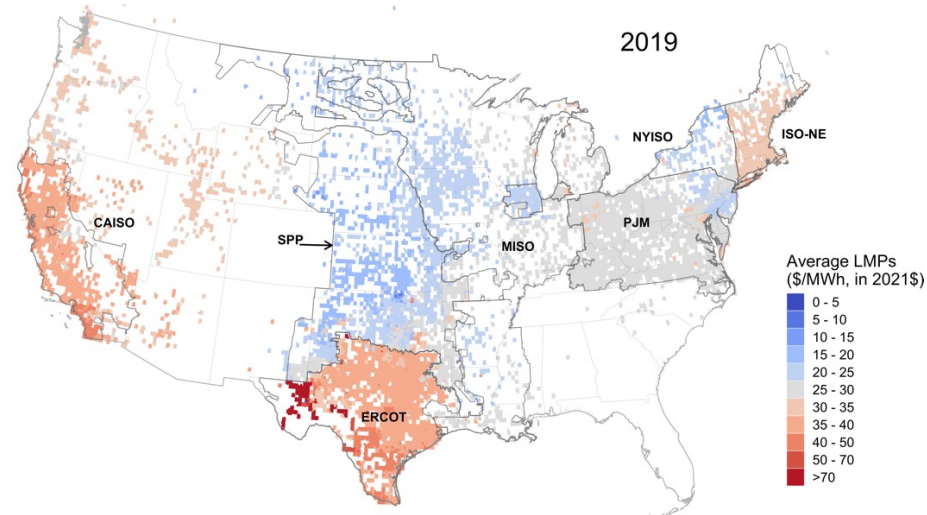 2019
NYISO
ISO-NE
CAISO
SPP
MISO
PJM
ERCOT
Average LMPs
($/MWh, in 2021$)
0 - 5
5 - 10
10 - 15
15 - 20
20 - 25
25 - 30
30 - 35
35 - 40
40 - 50
50 - 70
>70